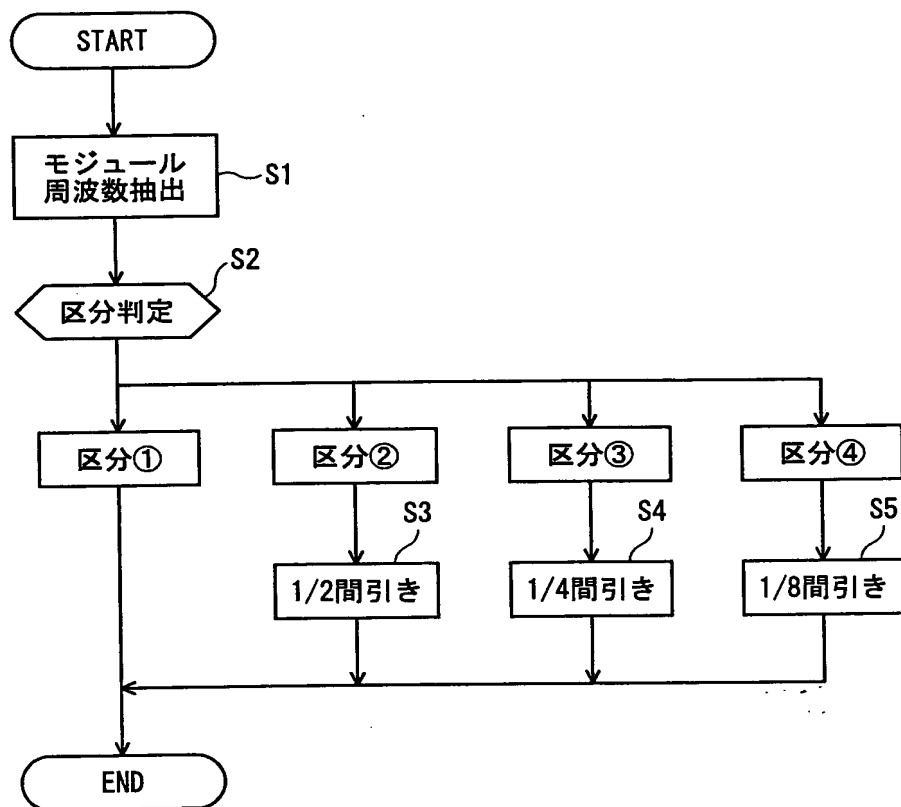 START
モジュール
周波数抽出
S1
S2
区分判定
区分①
区分②
区分③
区分④
S3
S4
S5
1/2間引き
1/4間引き
1/8間引き
END